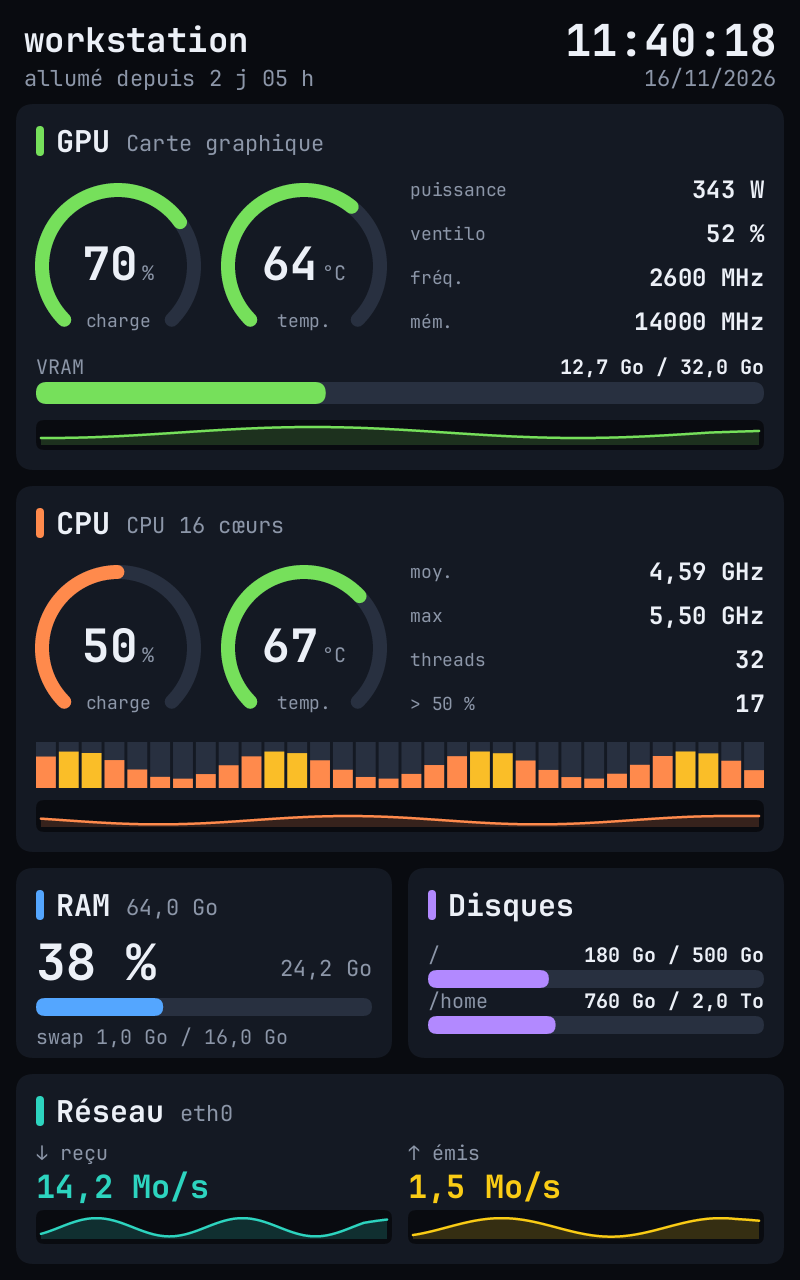 workstation
11:40:18
allumé depuis 2 j 05 h
16/11/2026
GPU Carte graphique
70 %
charge
64 °C
temp.
puissance 343 W
ventilo 52 %
fréq. 2600 MHz
mém. 14000 MHz
VRAM 12,7 Go / 32,0 Go
CPU CPU 16 cœurs
50 %
charge
67 °C
temp.
moy. 4,59 GHz
max 5,50 GHz
threads 32
> 50 % 17
RAM 64,0 Go
38 % 24,2 Go
swap 1,0 Go / 16,0 Go
Disques
/ 180 Go / 500 Go
/home 760 Go / 2,0 To
Réseau eth0
↓ reçu
14,2 Mo/s
↑ émis
1,5 Mo/s